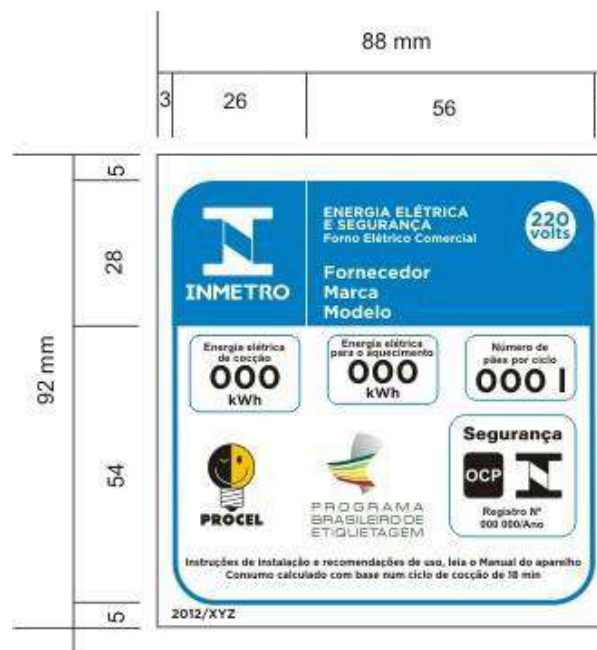 88 mm
3 26 56
5
28
92 mm
54
5
INMETRO
ENERGIA ELÉTRICA
E SEGURANÇA
Forno Elétrico Comercial
220
volts
Fornecedor
Marca
Modelo
Energia elétrica
de cocção
000
kWh
Energia elétrica
para o aquecimento
000
kWh
Número de
pães por ciclo
000 l
PROCEL
PROGRAMA
BRASILEIRO DE
ETIQUETAGEM
Segurança
OCP
Registro Nº
000 000/Ano
Instruções de instalação e recomendações de uso, leia o Manual do aparelho
Consumo calculado com base num ciclo de cocção de 18 min
2012/XYZ